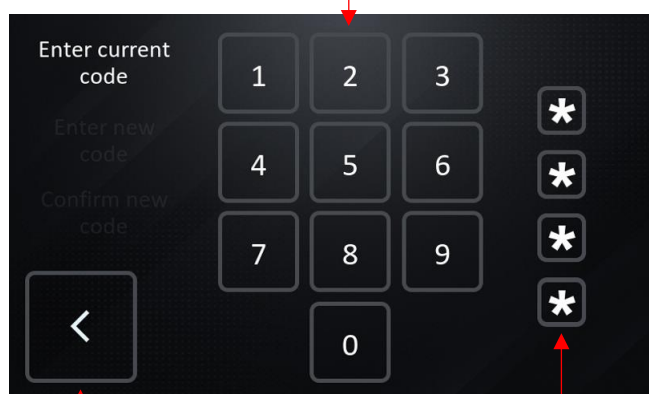 Enter current
code
Enter new
code
Confirm new
code
1 2 3
4 5 6
7 8 9
0
<
*
*
*
*